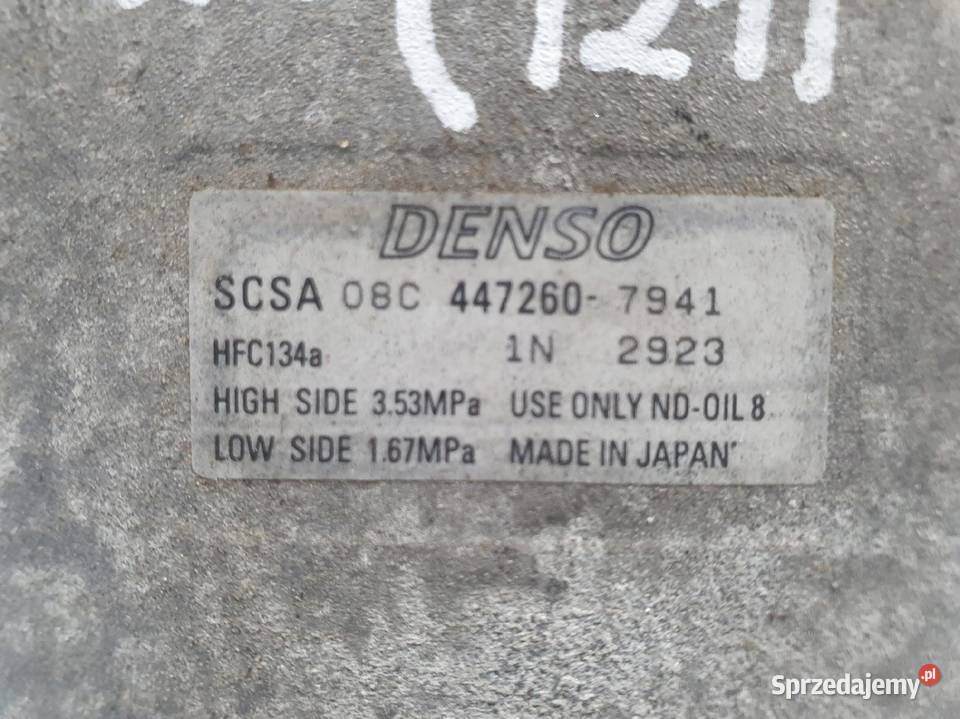 (121)
DENSO
SCSA 08C 447260-7941
HFC134a 1N 2923
HIGH SIDE 3.53MPa USE ONLY ND-OIL 8
LOW SIDE 1.67MPa MADE IN JAPAN
Sprzedajemy.pl